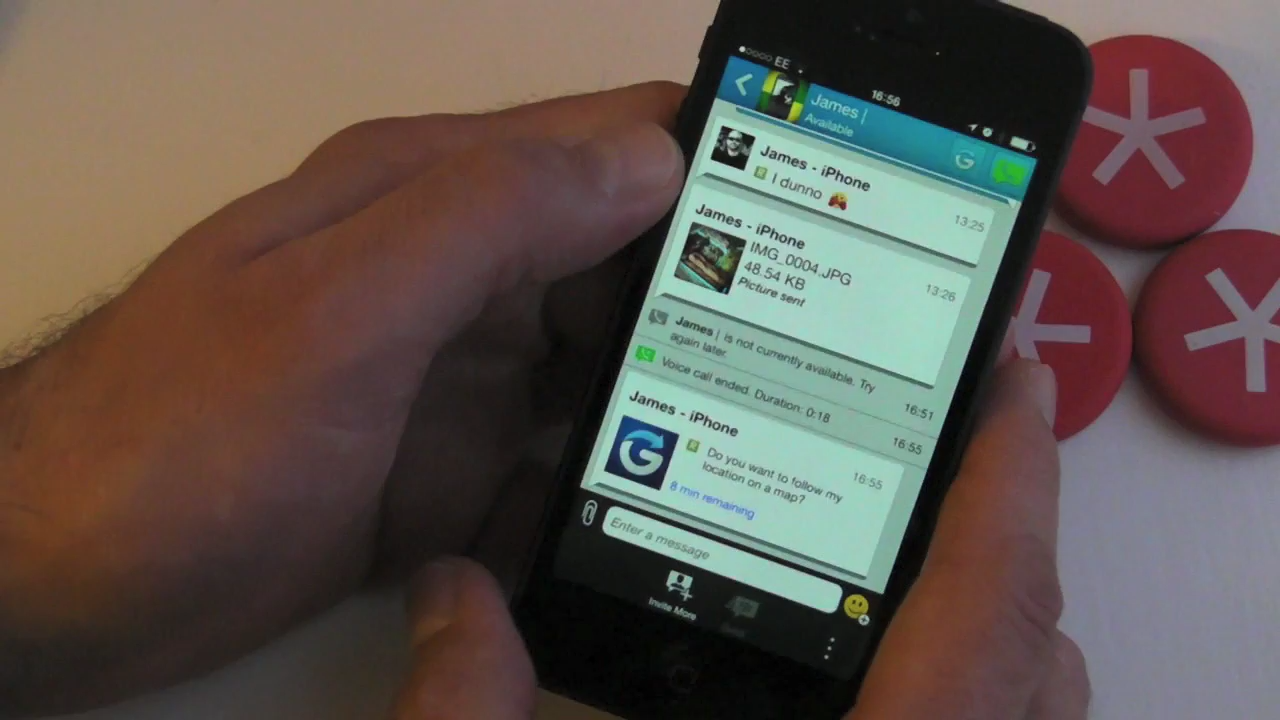 EE
16:56
James |
Available
James - iPhone
R I dunno
13:25
James - iPhone
IMG_0004.JPG
48.54 KB
Picture sent
13:26
James | is not currently available. Try
again later.
16:51
Voice call ended. Duration: 0:18
16:55
James - iPhone
R Do you want to follow my
location on a map?
16:55
8 min remaining
Enter a message
Invite More